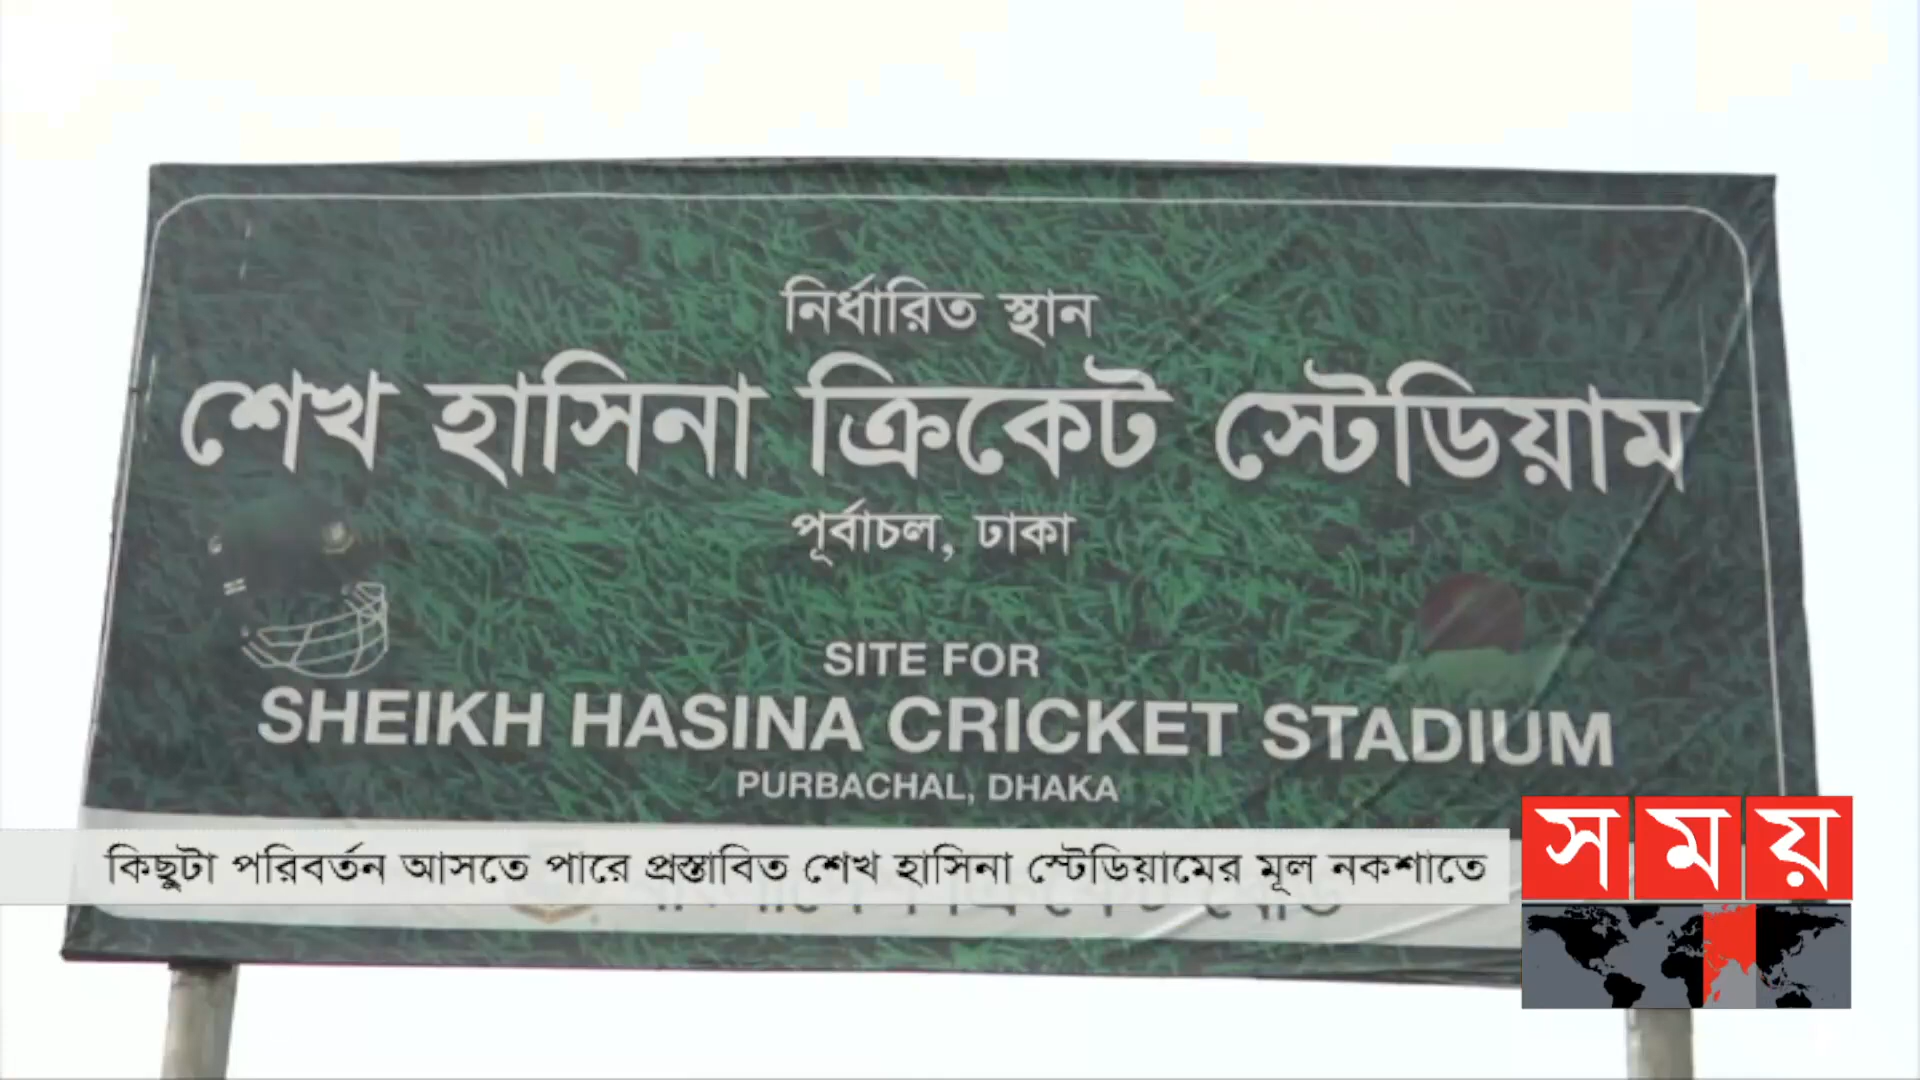 নির্ধারিত স্থান
শেখ হাসিনা ক্রিকেট স্টেডিয়াম
পূর্বাচল, ঢাকা
SITE FOR
SHEIKH HASINA CRICKET STADIUM
PURBACHAL, DHAKA
কিছুটা পরিবর্তন আসতে পারে প্রস্তাবিত শেখ হাসিনা স্টেডিয়ামের মূল নকশাতে
সময়